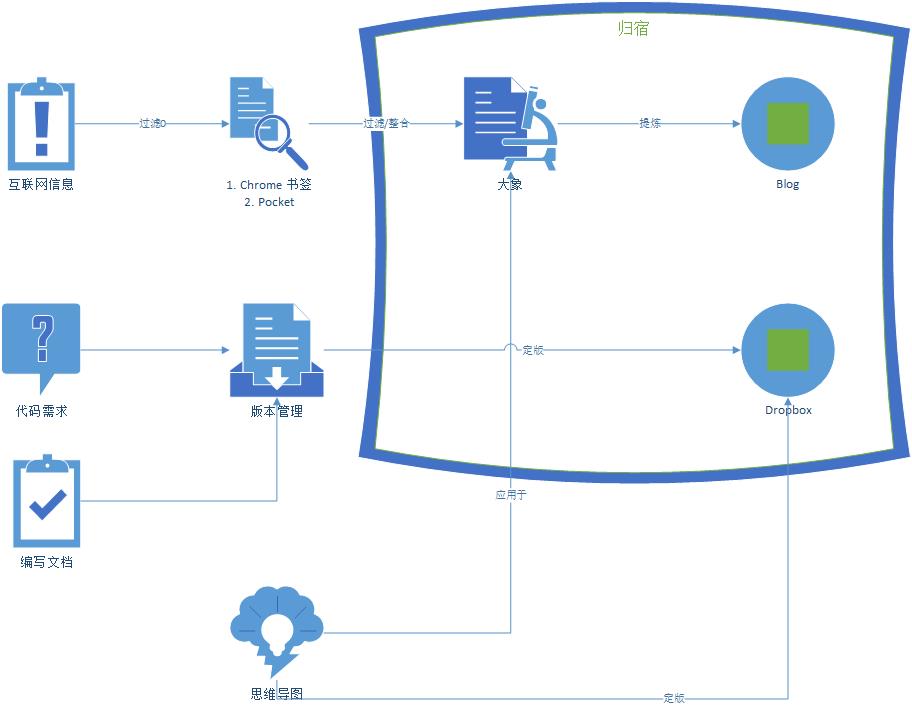 归宿
过滤0
过滤/整合
提炼
互联网信息
1. Chrome 书签
2. Pocket
大象
Blog
定版
代码需求
版本管理
Dropbox
应用于
编写文档
思维导图
定版